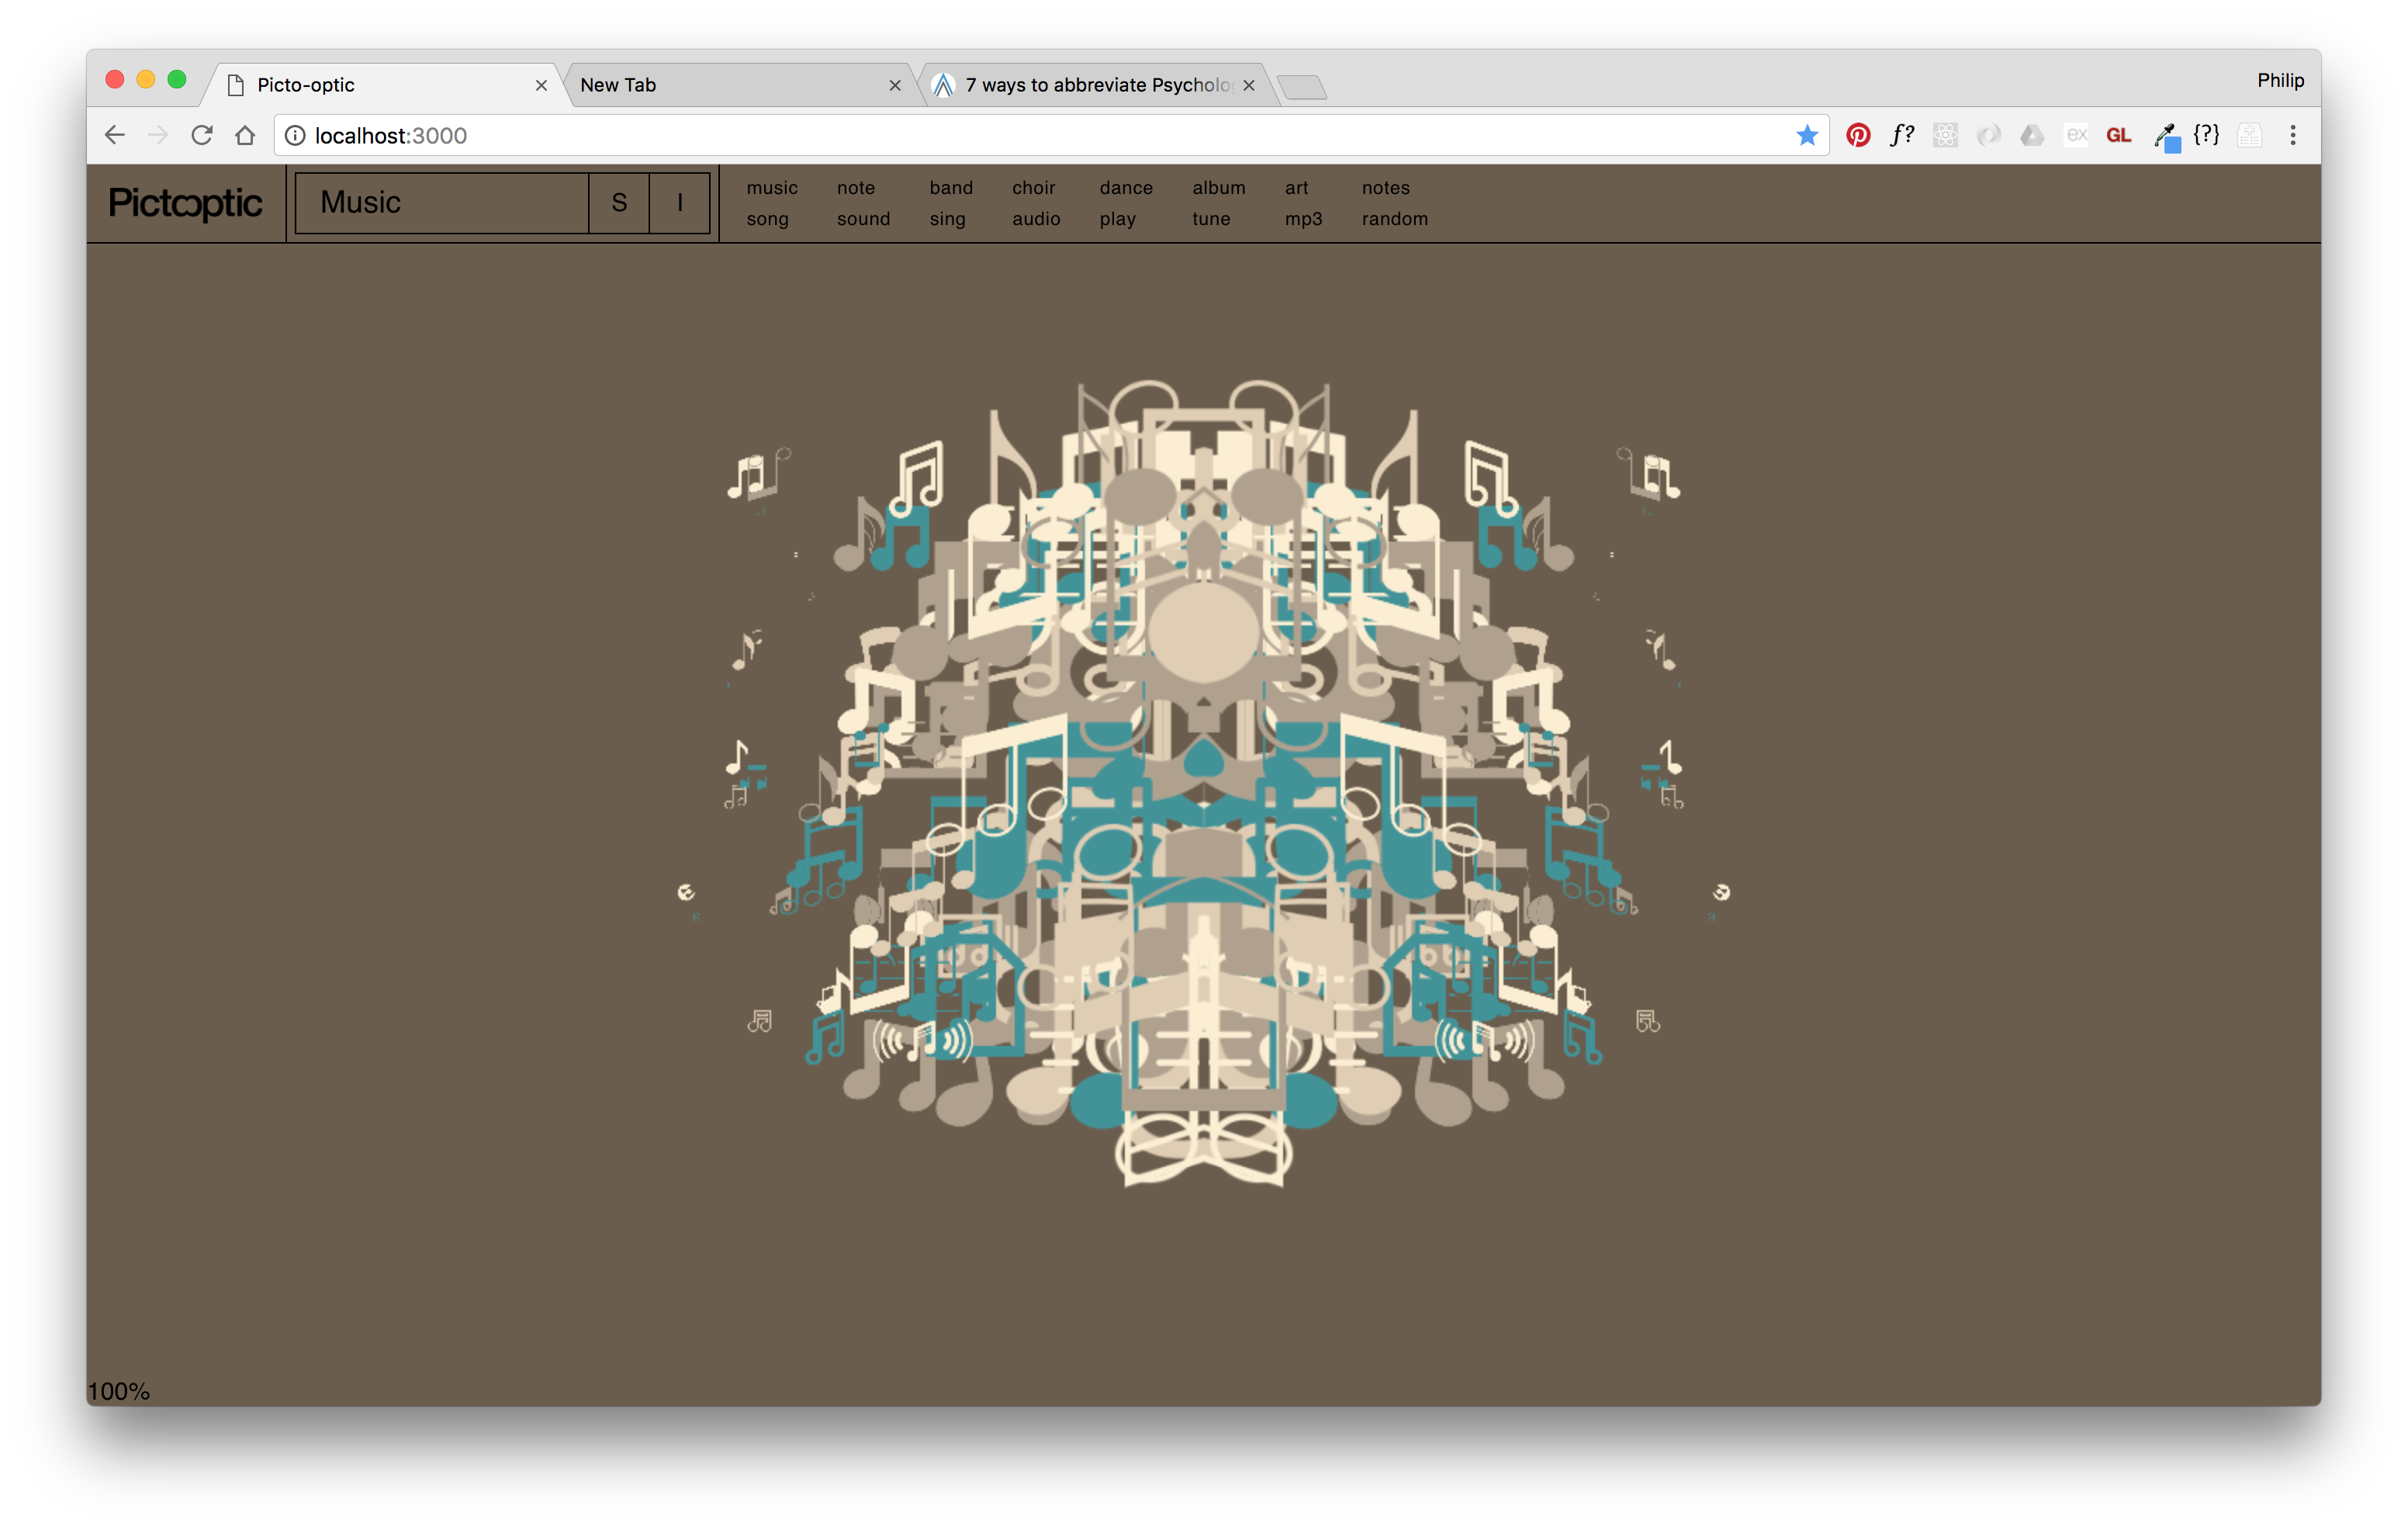 Picto-optic
New Tab
7 ways to abbreviate Psycholo
Philip
localhost:3000
f?
ex
GL
{?}
Pictooptic
Music
S
I
music note band choir dance album art notes
song sound sing audio play tune mp3 random
100%